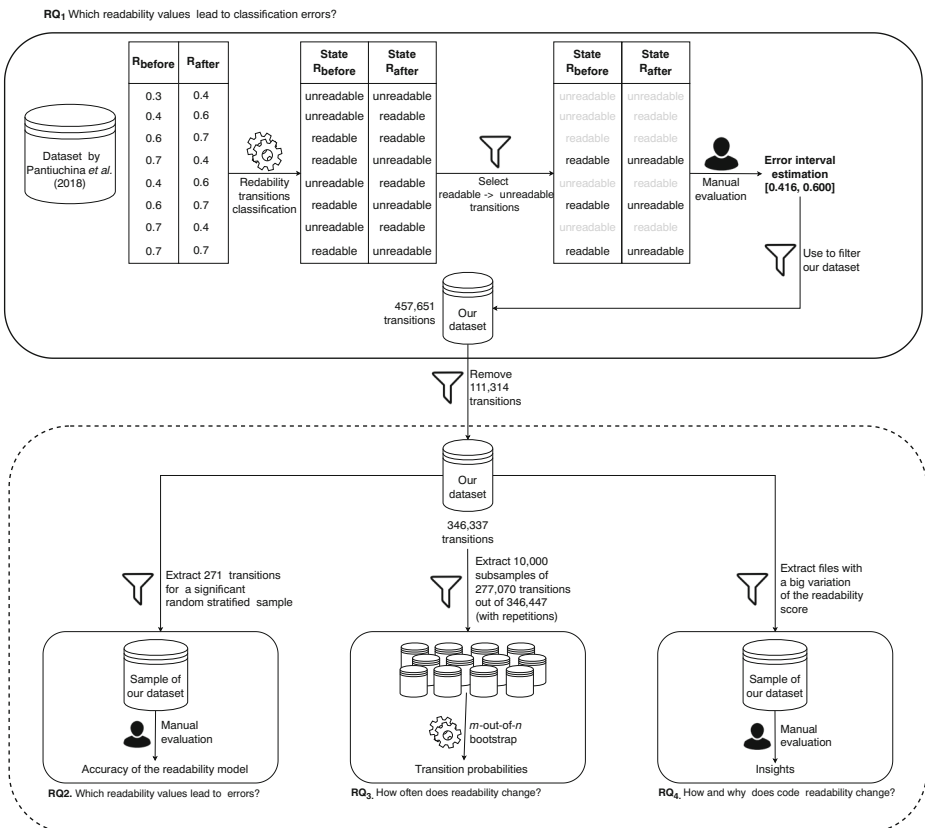 RQ1 Which readability values lead to classification errors?
Dataset by
Pantiuchina et al.
(2018)
Rbefore Rafter
0.3 0.4
0.4 0.6
0.6 0.7
0.7 0.4
0.4 0.6
0.6 0.7
0.7 0.4
0.7 0.7
Redability
transitions
classification
State State
Rbefore Rafter
unreadable unreadable
unreadable readable
readable readable
readable unreadable
unreadable readable
readable unreadable
unreadable readable
readable unreadable
Select
readable -> unreadable
transitions
State State
Rbefore Rafter
unreadable unreadable
unreadable readable
readable readable
readable unreadable
unreadable readable
readable unreadable
unreadable readable
readable unreadable
Manual
evaluation
Error interval
estimation
[0.416, 0.600]
Use to filter
our dataset
457,651
transitions
Our
dataset
Remove
111,314
transitions
Our
dataset
346,337
transitions
Extract 271 transitions
for a significant
random stratified sample
Extract 10,000
subsamples of
277,070 transitions
out of 346,447
(with repetitions)
Extract files with
a big variation
of the readability
score
Sample of
our dataset
Manual
evaluation
Accuracy of the readability model
RQ2. Which readability values lead to errors?
m-out-of-n
bootstrap
Transition probabilities
RQ3. How often does readability change?
Sample of
our dataset
Manual
evaluation
Insights
RQ4. How and why does code readability change?